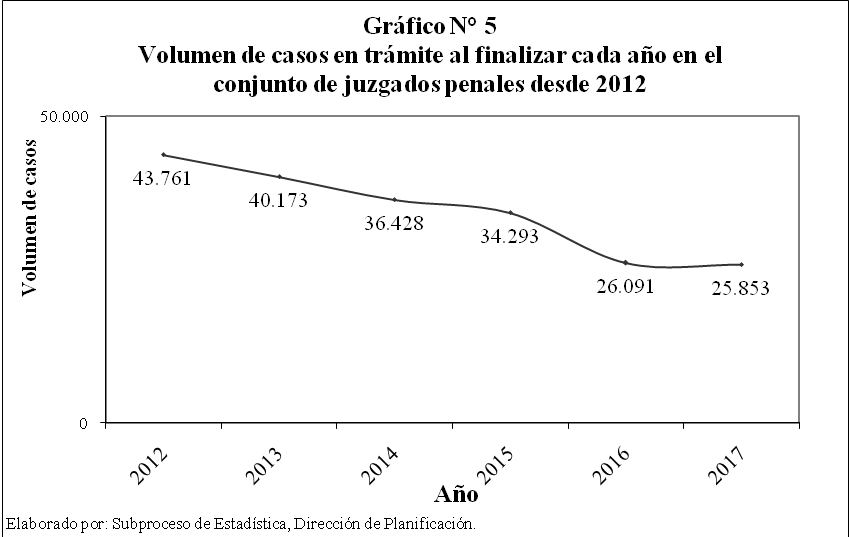 Gráfico N° 5
Volumen de casos en trámite al finalizar cada año en el
conjunto de juzgados penales desde 2012
50.000
Volumen de casos
43.761
40.173
36.428
34.293
26.091
25.853
0
2012
2013
2014
2015
2016
2017
Año
Elaborado por: Subproceso de Estadística, Dirección de Planificación.